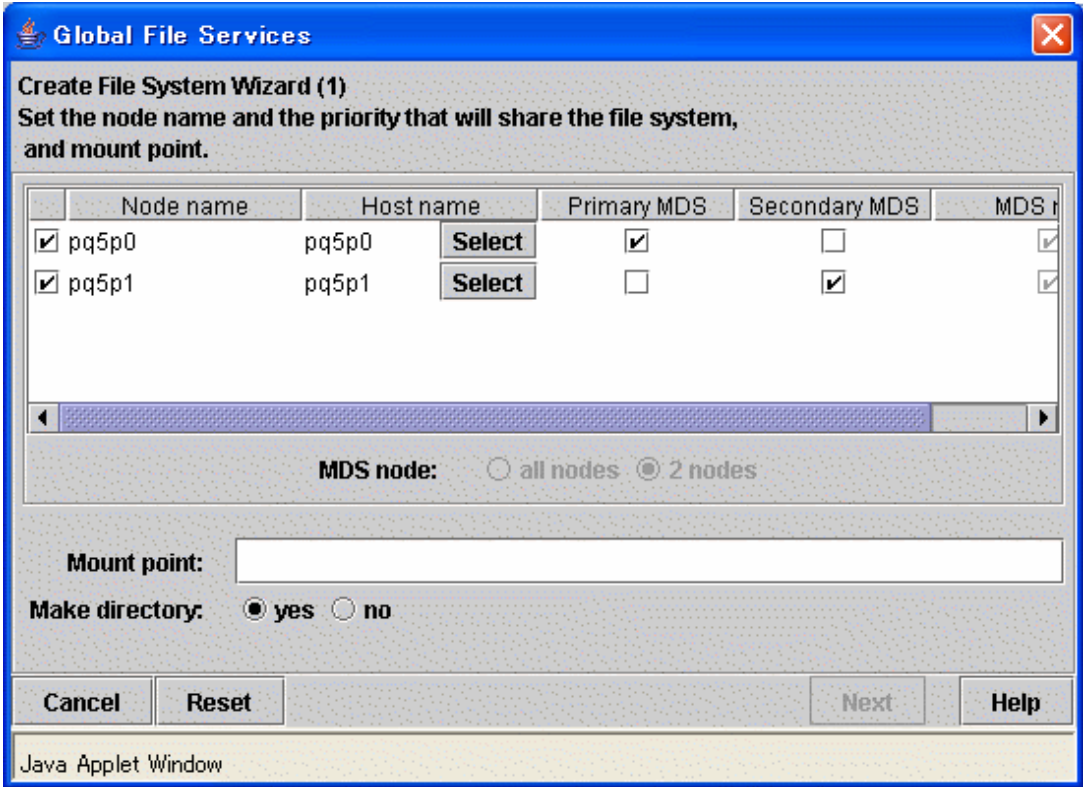 Global File Services
Create File System Wizard (1)
Set the node name and the priority that will share the file system,
and mount point.
Node name Host name Primary MDS Secondary MDS MDS
pq5p0 pq5p0 Select
pq5p1 pq5p1 Select
MDS node: all nodes 2 nodes
Mount point:
Make directory: yes no
Cancel Reset Next Help
Java Applet Window